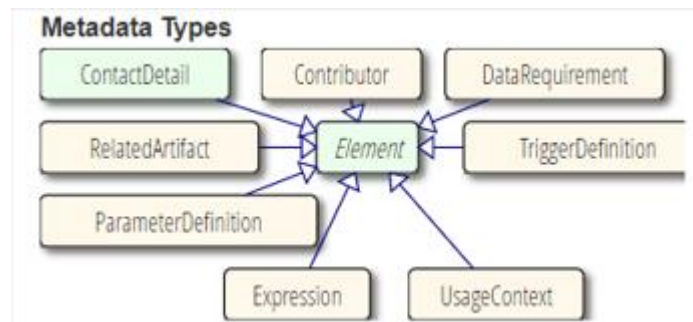 Metadata Types
ContactDetail
Contributor
DataRequirement
RelatedArtifact
Element
TriggerDefinition
ParameterDefinition
Expression
UsageContext